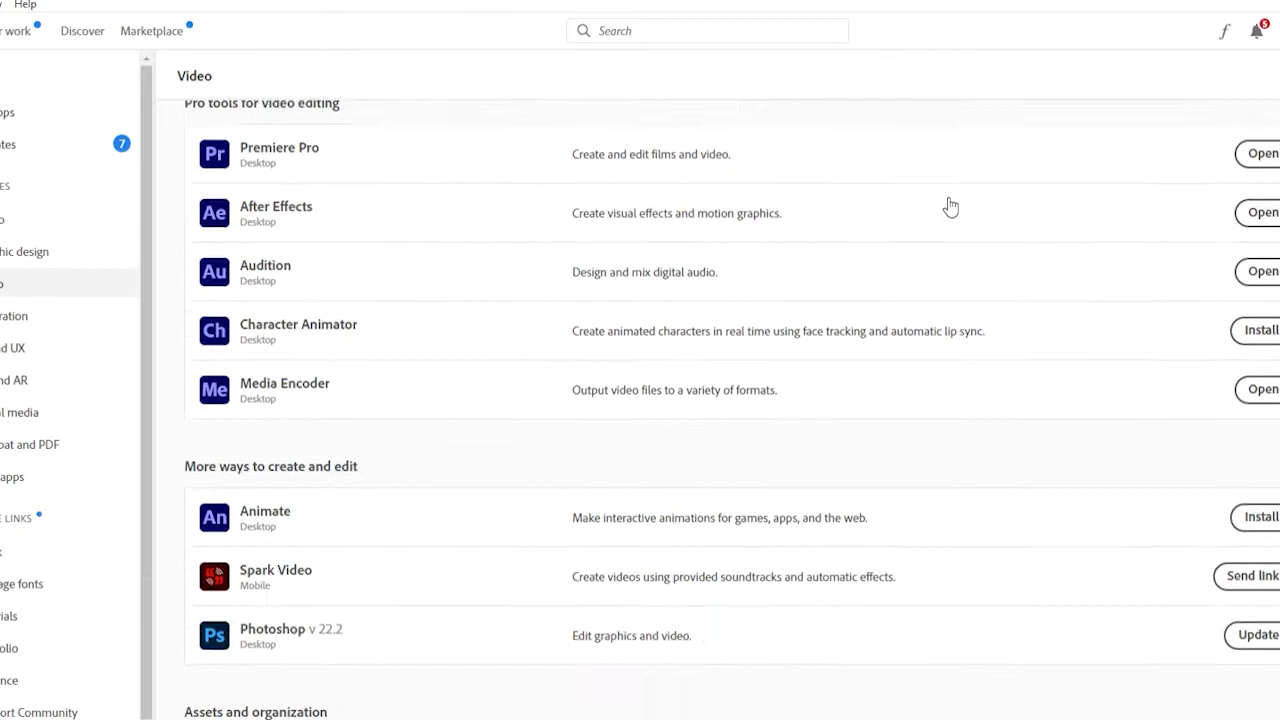 Help
r work
Discover
Marketplace
Search
f
5
Video
Pro tools for video editing
ps
tes
7
ES
o
hic design
o
ration
d UX
nd AR
l media
bat and PDF
apps
E LINKS
k
age fonts
ials
olio
nce
ort Community
Pr
Premiere Pro
Desktop
Create and edit films and video.
Open
Ae
After Effects
Desktop
Create visual effects and motion graphics.
Open
Au
Audition
Desktop
Design and mix digital audio.
Open
Ch
Character Animator
Desktop
Create animated characters in real time using face tracking and automatic lip sync.
Install
Me
Media Encoder
Desktop
Output video files to a variety of formats.
Open
More ways to create and edit
An
Animate
Desktop
Make interactive animations for games, apps, and the web.
Install
Spark Video
Mobile
Create videos using provided soundtracks and automatic effects.
Send link
Ps
Photoshop v 22.2
Desktop
Edit graphics and video.
Update
Assets and organization